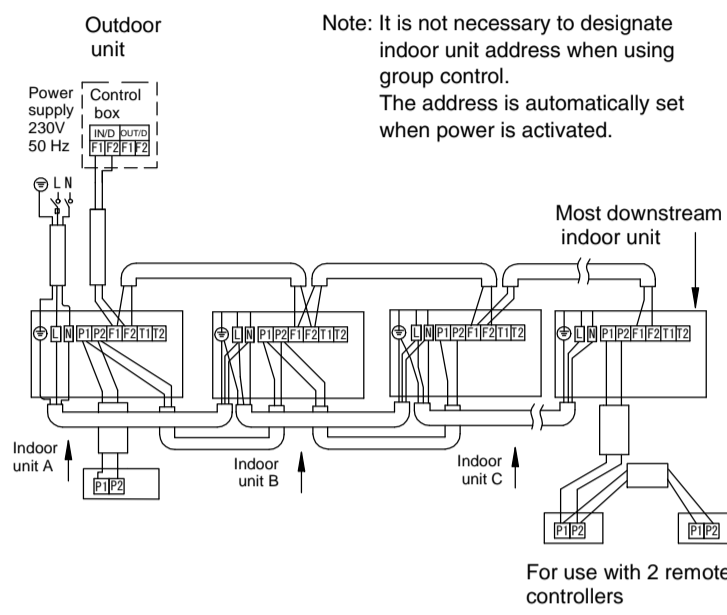 Outdoor
unit
Note: It is not necessary to designate
indoor unit address when using
group control.
The address is automatically set
when power is activated.
Power
supply
230V
50 Hz
Control
box
IN/D OUT/D
F1 F2 F1 F2
L N
Most downstream
indoor unit
L N P1 P2 F1 F2 T1 T2
L N P1 P2 F1 F2 T1 T2
L N P1 P2 F1 F2 T1 T2
L N P1 P2 F1 F2 T1 T2
Indoor
unit A
Indoor
unit B
Indoor
unit C
P1 P2
P1 P2
P1 P2
For use with 2 remote
controllers